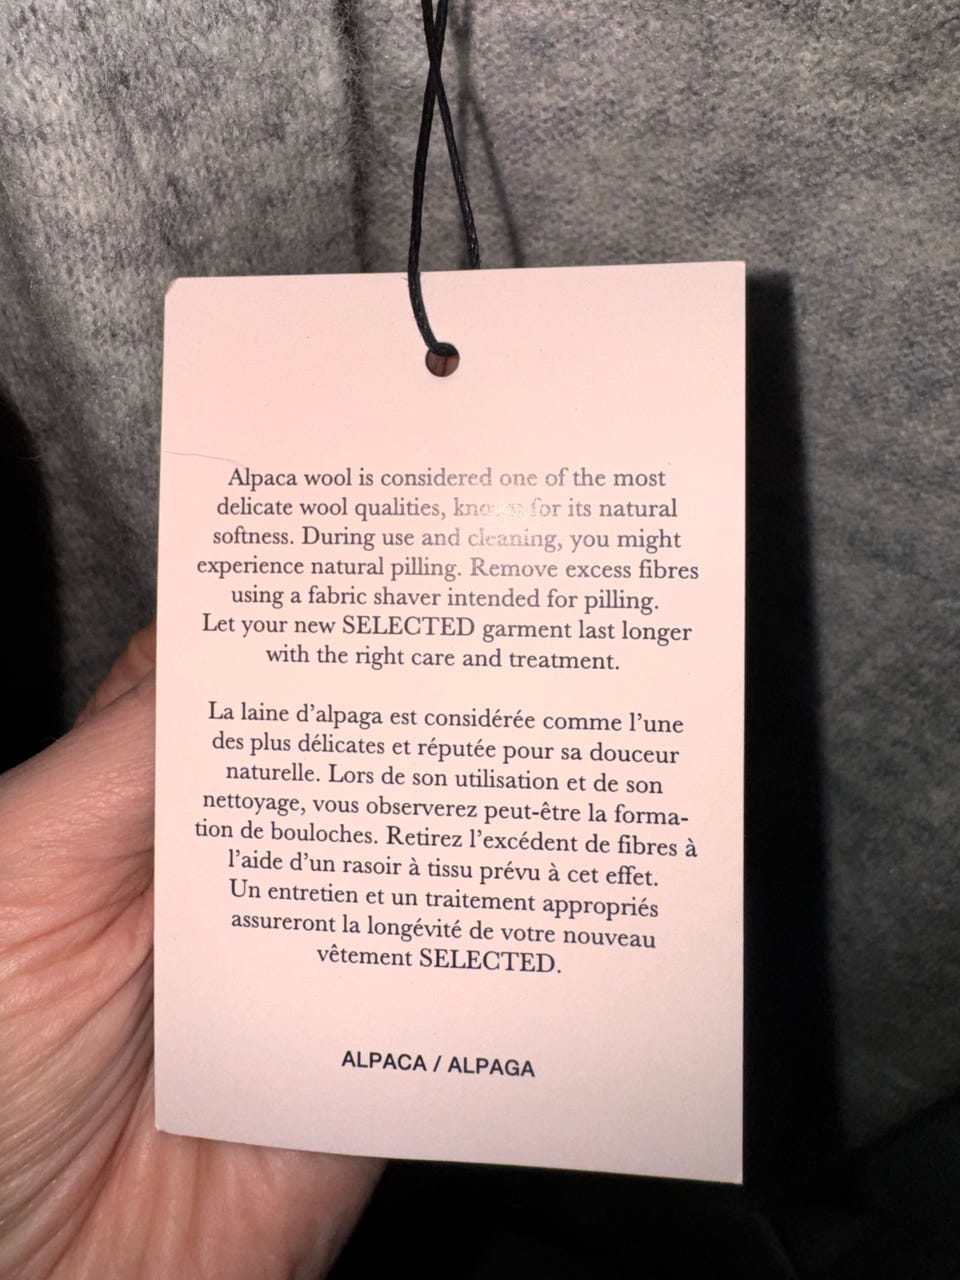 Alpaca wool is considered one of the most
delicate wool qualities, known for its natural
softness. During use and cleaning, you might
experience natural pilling. Remove excess fibres
using a fabric shaver intended for pilling.
Let your new SELECTED garment last longer
with the right care and treatment.
La laine d’alpaga est considérée comme l’une
des plus délicates et réputée pour sa douceur
naturelle. Lors de son utilisation et de son
nettoyage, vous observerez peut-être la forma-
tion de bouloches. Retirez l’excédent de fibres à
l’aide d’un rasoir à tissu prévu à cet effet.
Un entretien et un traitement appropriés
assureront la longévité de votre nouveau
vêtement SELECTED.
ALPACA / ALPAGA